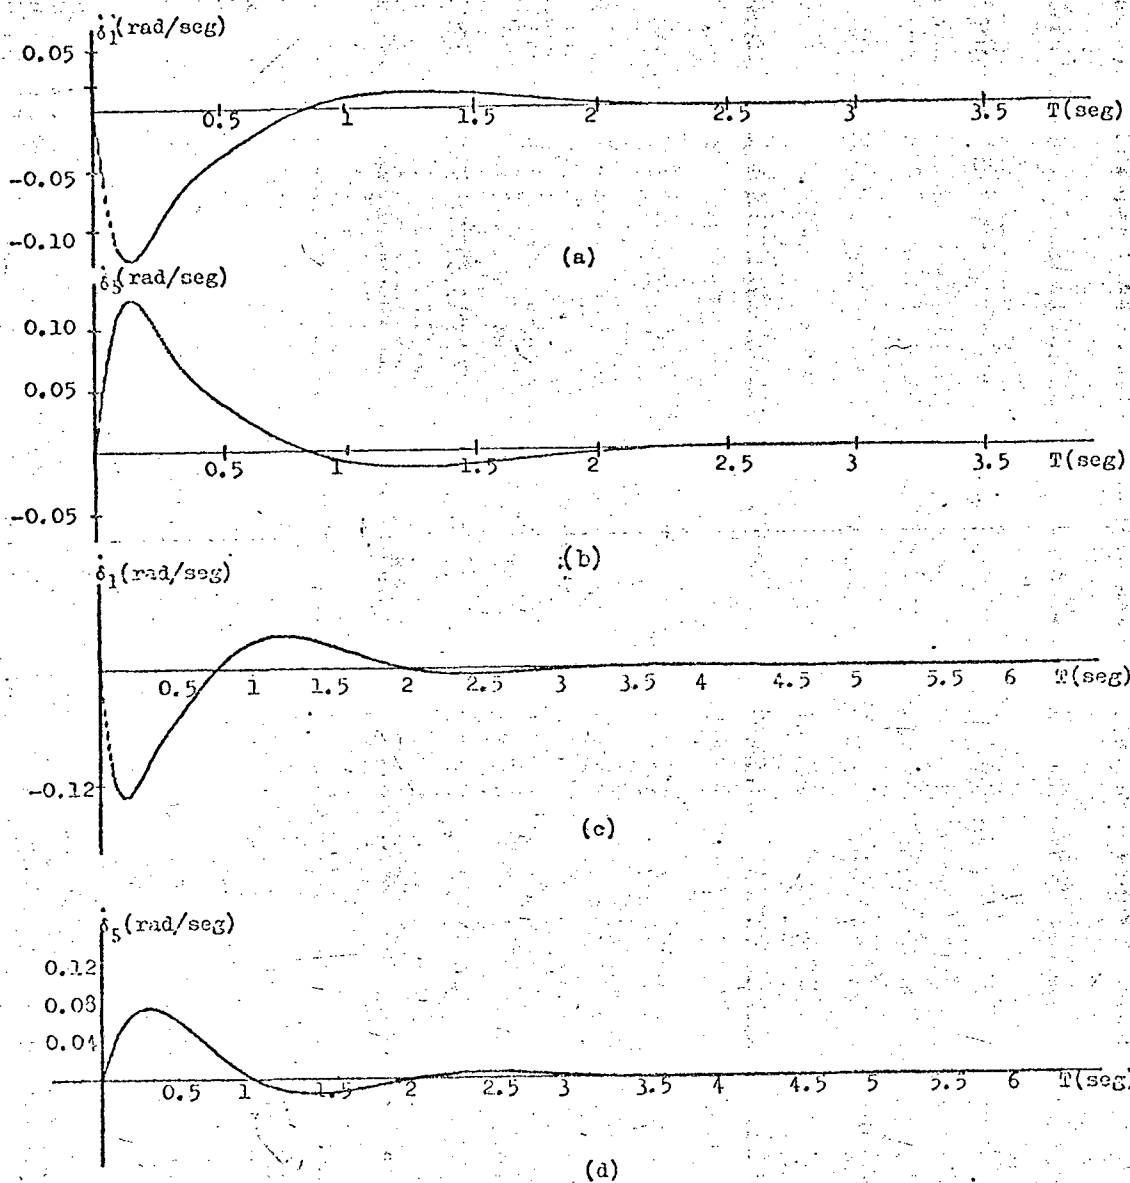 δ̇1(rad/seg)
0.05
0.5 1 1.5 2 2.5 3 3.5 T(seg)
-0.05
-0.10
(a)
δ̇5(rad/seg)
0.10
0.05
0.5 1 1.5 2 2.5 3 3.5 T(seg)
-0.05
(b)
δ̇1(rad/seg)
0.5 1 1.5 2 2.5 3 3.5 4 4.5 5 5.5 6 T(seg)
-0.12
(c)
δ̇5(rad/seg)
0.12
0.08
0.04
0.5 1 1.5 2 2.5 3 3.5 4 4.5 5 5.5 6 T(seg)
(d)